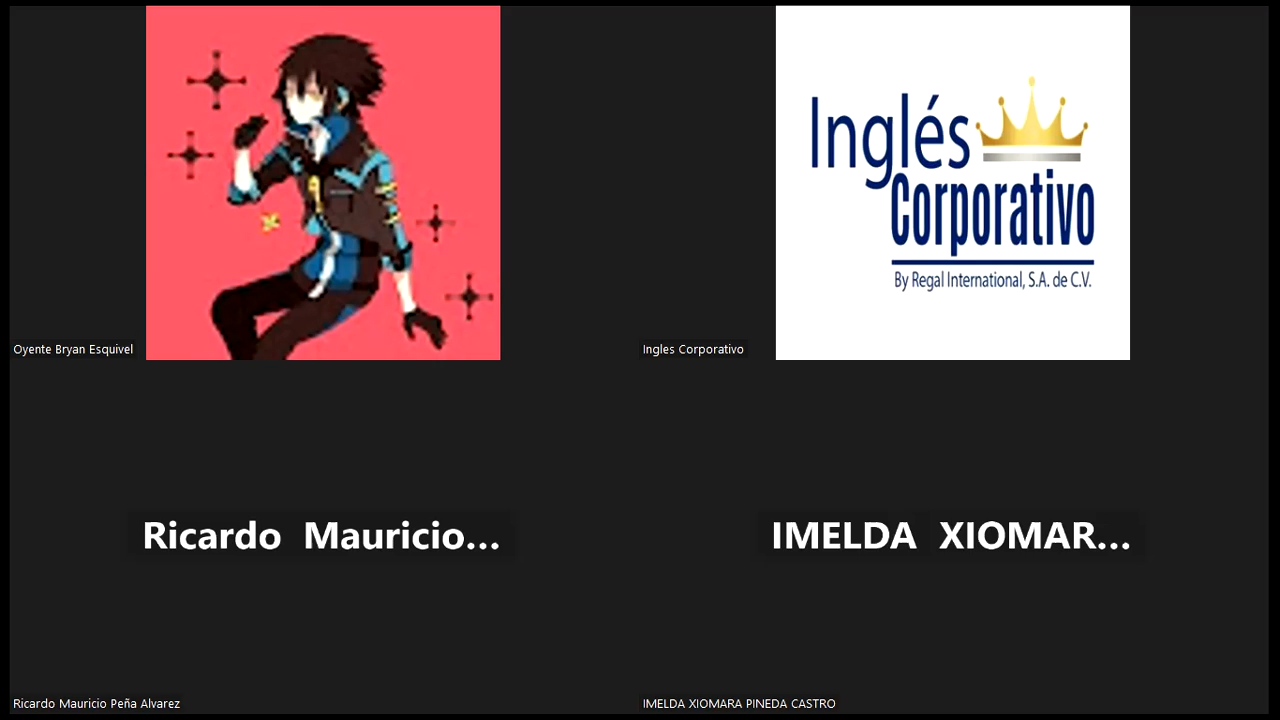 Inglés
Corporativo
By Regal International, S.A. de C.V.
Oyente Bryan Esquivel
Ingles Corporativo
Ricardo Mauricio...
IMELDA XIOMAR...
Ricardo Mauricio Peña Alvarez
IMELDA XIOMARA PINEDA CASTRO